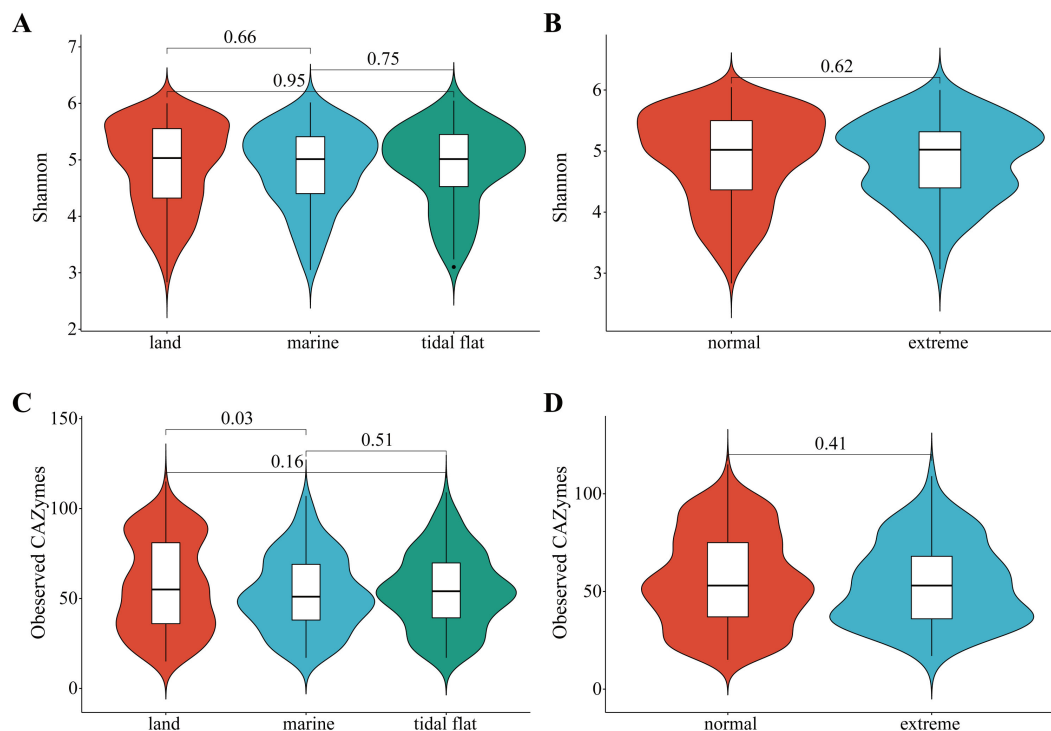 A
Shannon
7
6
5
4
3
2
0.66
0.75
0.95
land
marine
tidal flat
B
Shannon
6
5
4
3
0.62
normal
extreme
C
Obeserved CAZymes
150
100
50
0
0.03
0.51
0.16
land
marine
tidal flat
D
Obeserved CAZymes
100
50
0
0.41
normal
extreme